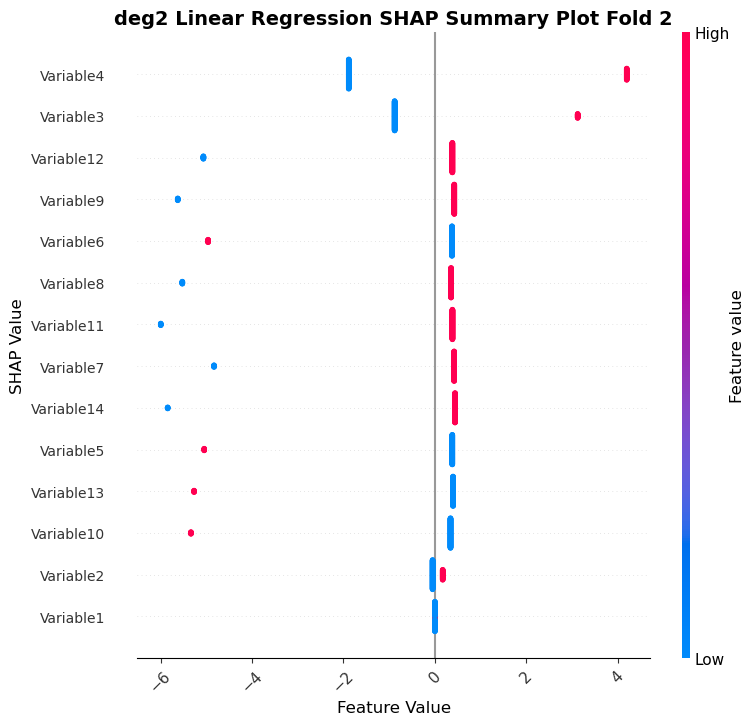 deg2 Linear Regression SHAP Summary Plot Fold 2
High
Variable4
Variable3
Variable12
Variable9
Variable6
Variable8
Variable11
Variable7
Variable14
Variable5
Variable13
Variable10
Variable2
Variable1
SHAP Value
Feature value
Low
−6
−4
−2
0
2
4
Feature Value